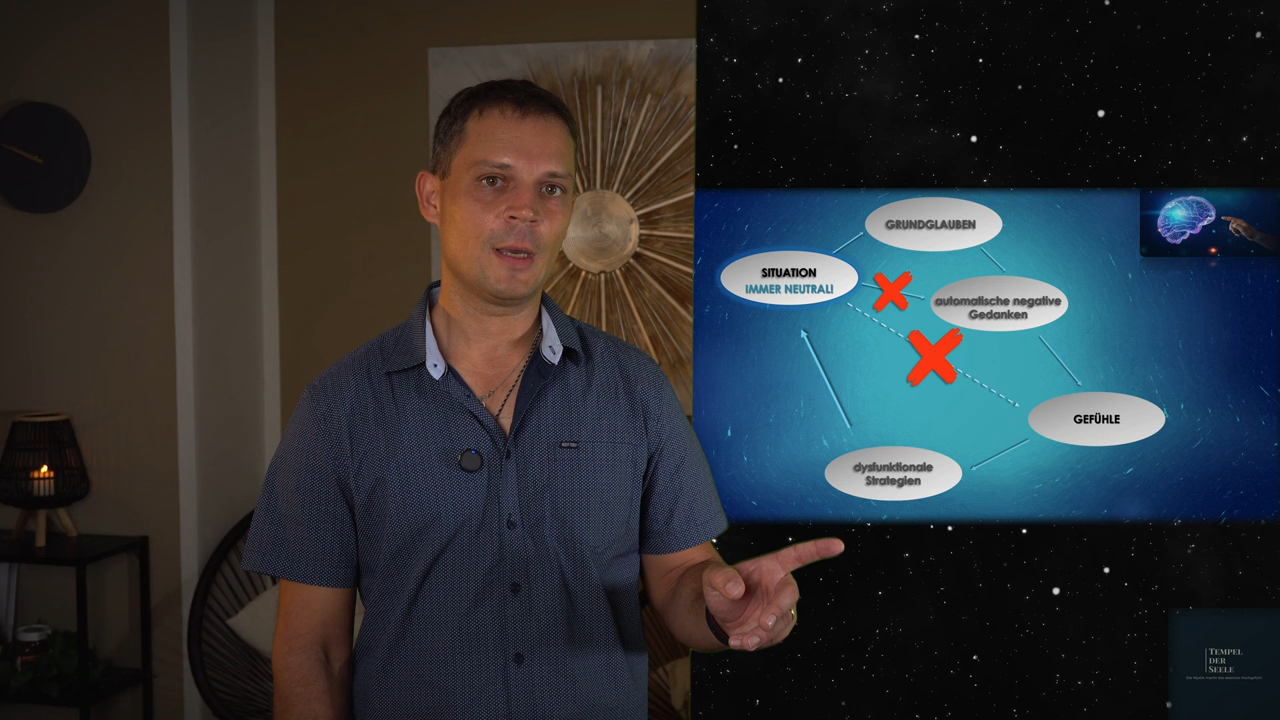 GRUNDGLAUBEN
SITUATION
IMMER NEUTRAL!
automatische negative
Gedanken
GEFÜHLE
dysfunktionale
Strategien
TEMPEL
DER
SEELE